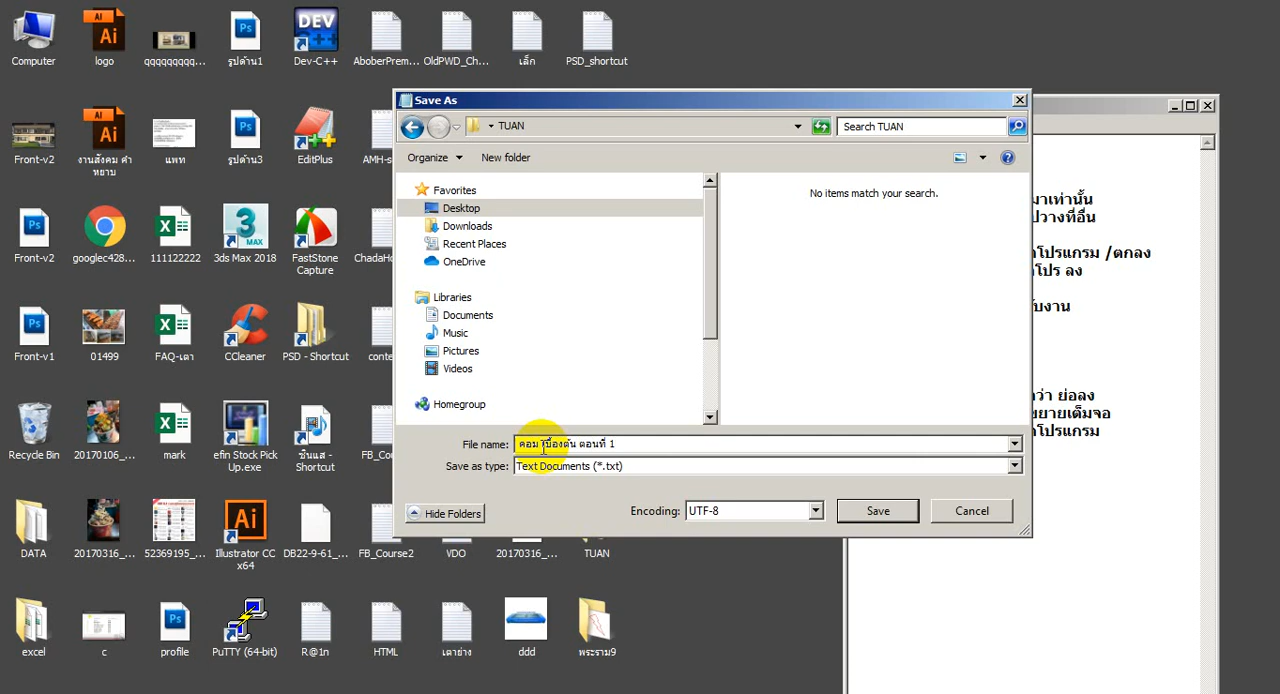 Computer
logo
qqqqqqqqq...
รูปด้าน1
Dev-C++
AboberPrem...
OldPWD_Ch...
เล็ก
PSD_shortcut
Front-v2
งานสังคม คำ
หยาบ
แพท
รูปด้าน3
EditPlus
AMH-s
Front-v2
googlec428...
111122222
3ds Max 2018
FastStone
Capture
ChadaHo
Front-v1
01499
FAQ-เตา
CCleaner
PSD - Shortcut
conte
Recycle Bin
20170106_...
mark
efin Stock Pick
Up.exe
Shortcut
FB_Co
DATA
20170316_...
52369195_...
Illustrator CC
x64
DB22-9-61_...
FB_Course2
VDO
20170316_...
TUAN
excel
c
profile
PuTTY (64-bit)
R@1n
HTML
เตาย่าง
ddd
พระราม9
Save As
TUAN
Search TUAN
Organize
New folder
Favorites
Desktop
Downloads
Recent Places
OneDrive
Libraries
Documents
Music
Pictures
Videos
Homegroup
No items match your search.
File name: คอม เบื้องต้น ตอนที่ 1
Save as type: Text Documents (*.txt)
Hide Folders
Encoding: UTF-8
Save
Cancel
มาเท่านั้น
ปวางที่อื่น
โปรแกรม /ตกลง
โปร ลง
บงาน
กว่า ย่อลง
ขยายเต็มจอ
โปรแกรม